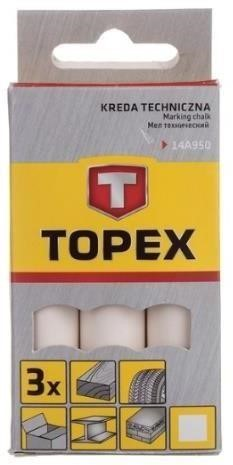 KREDA TECHNICZNA
Marking chalk
Мел технический
14A950
T
TOPEX
3x